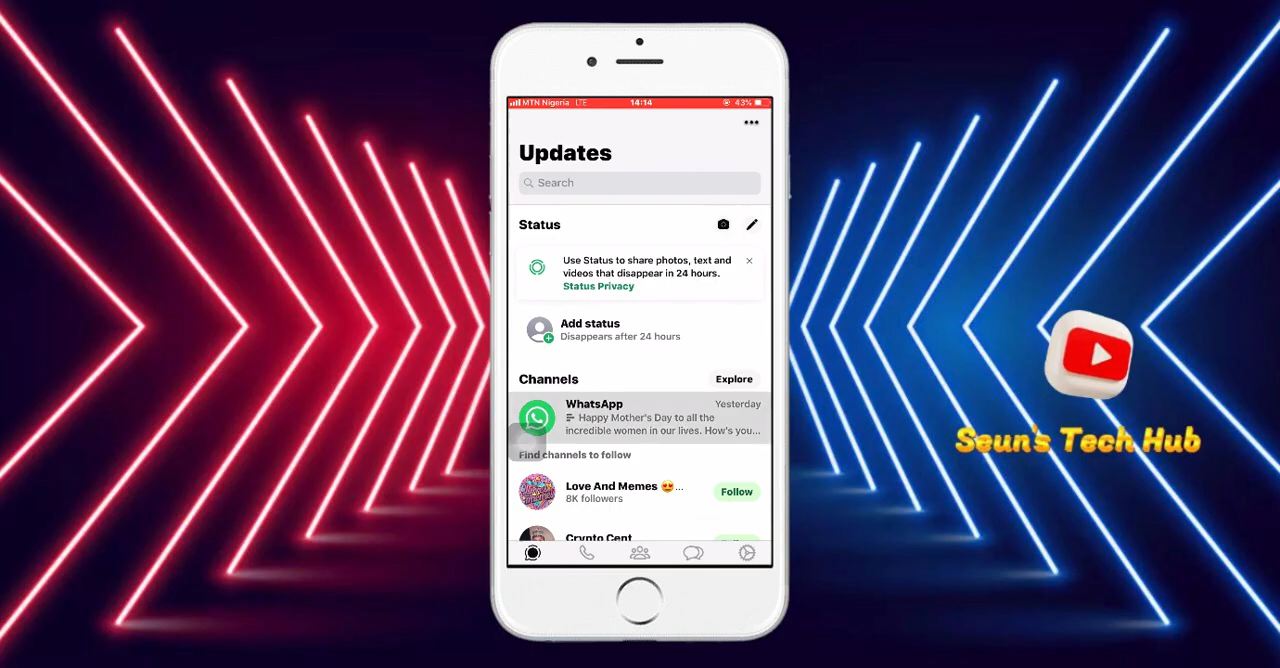 MTN Nigeria LTE 14:14 43%
Updates
Search
Status
Use Status to share photos, text and
videos that disappear in 24 hours.
Status Privacy
Add status
Disappears after 24 hours
Channels Explore
WhatsApp Yesterday
Happy Mother's Day to all the
incredible women in our lives. How's you...
Find channels to follow
Love And Memes 😍...
8K followers
Follow
Crypto Cent
Seun's Tech Hub